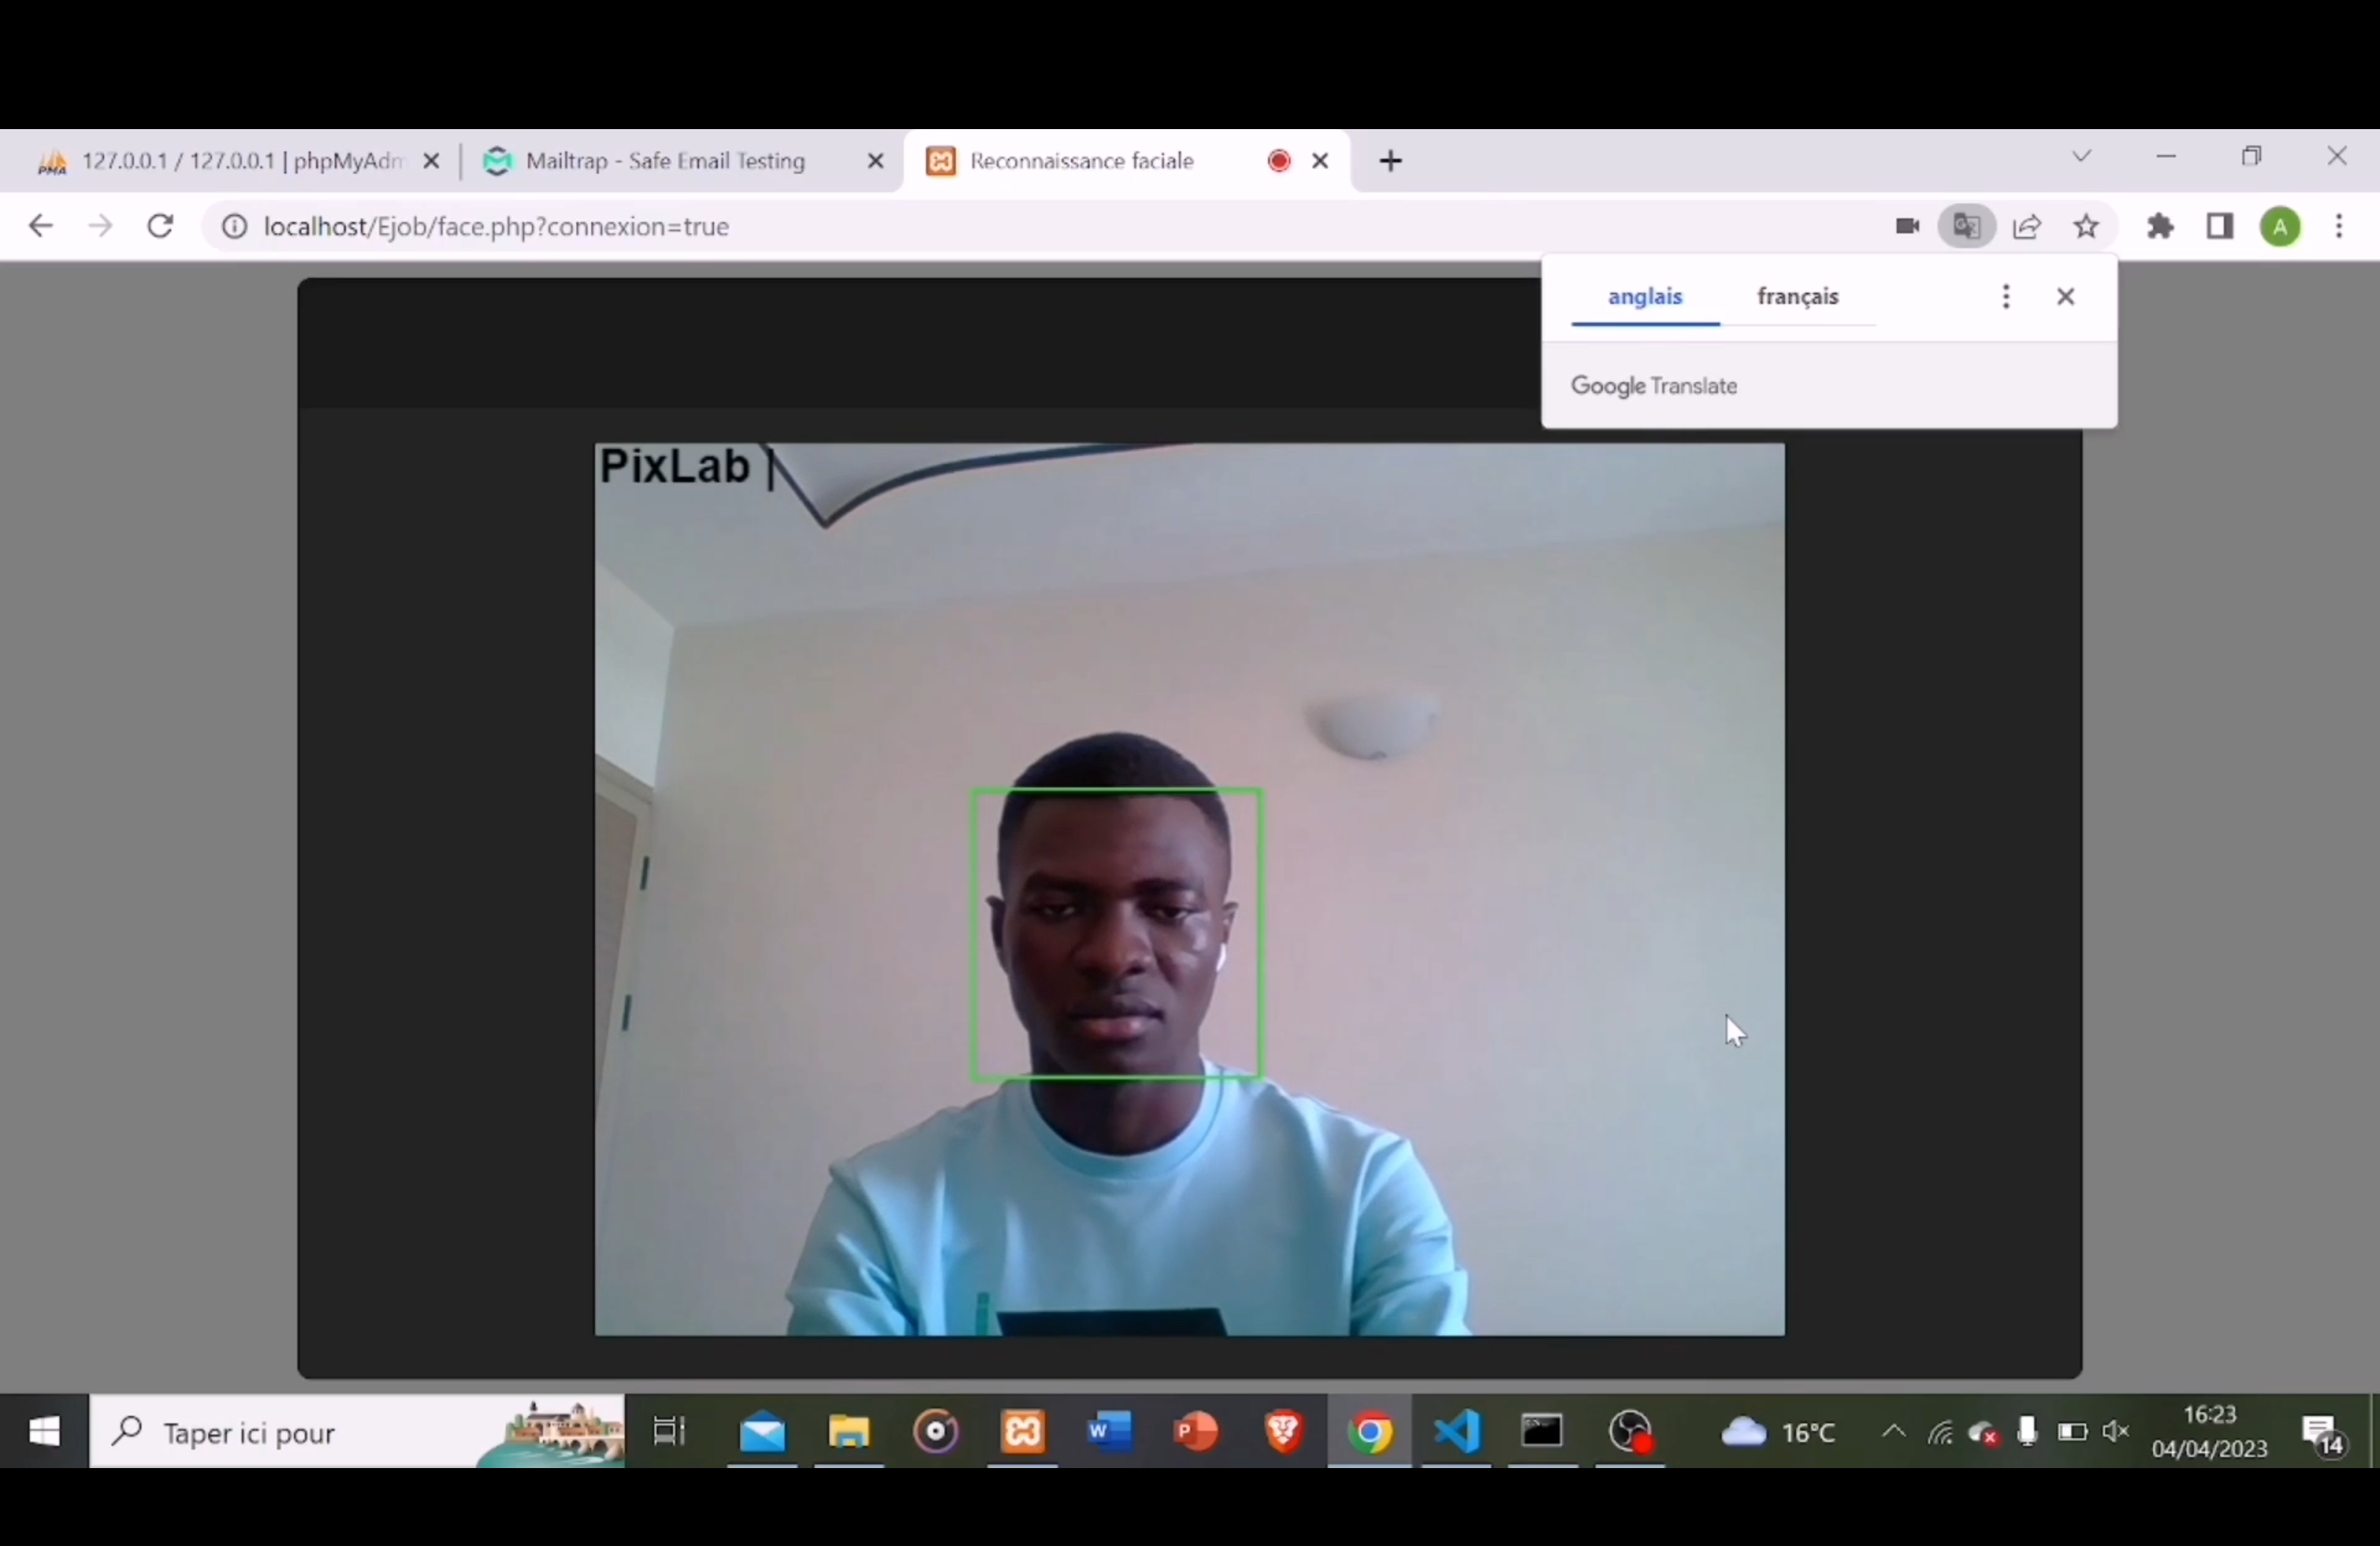 127.0.0.1 / 127.0.0.1 | phpMyAdm
Mailtrap - Safe Email Testing
Reconnaissance faciale
localhost/Ejob/face.php?connexion=true
A
anglais
français
Google Translate
PixLab |
Taper ici pour
16°C
16:23
04/04/2023
14